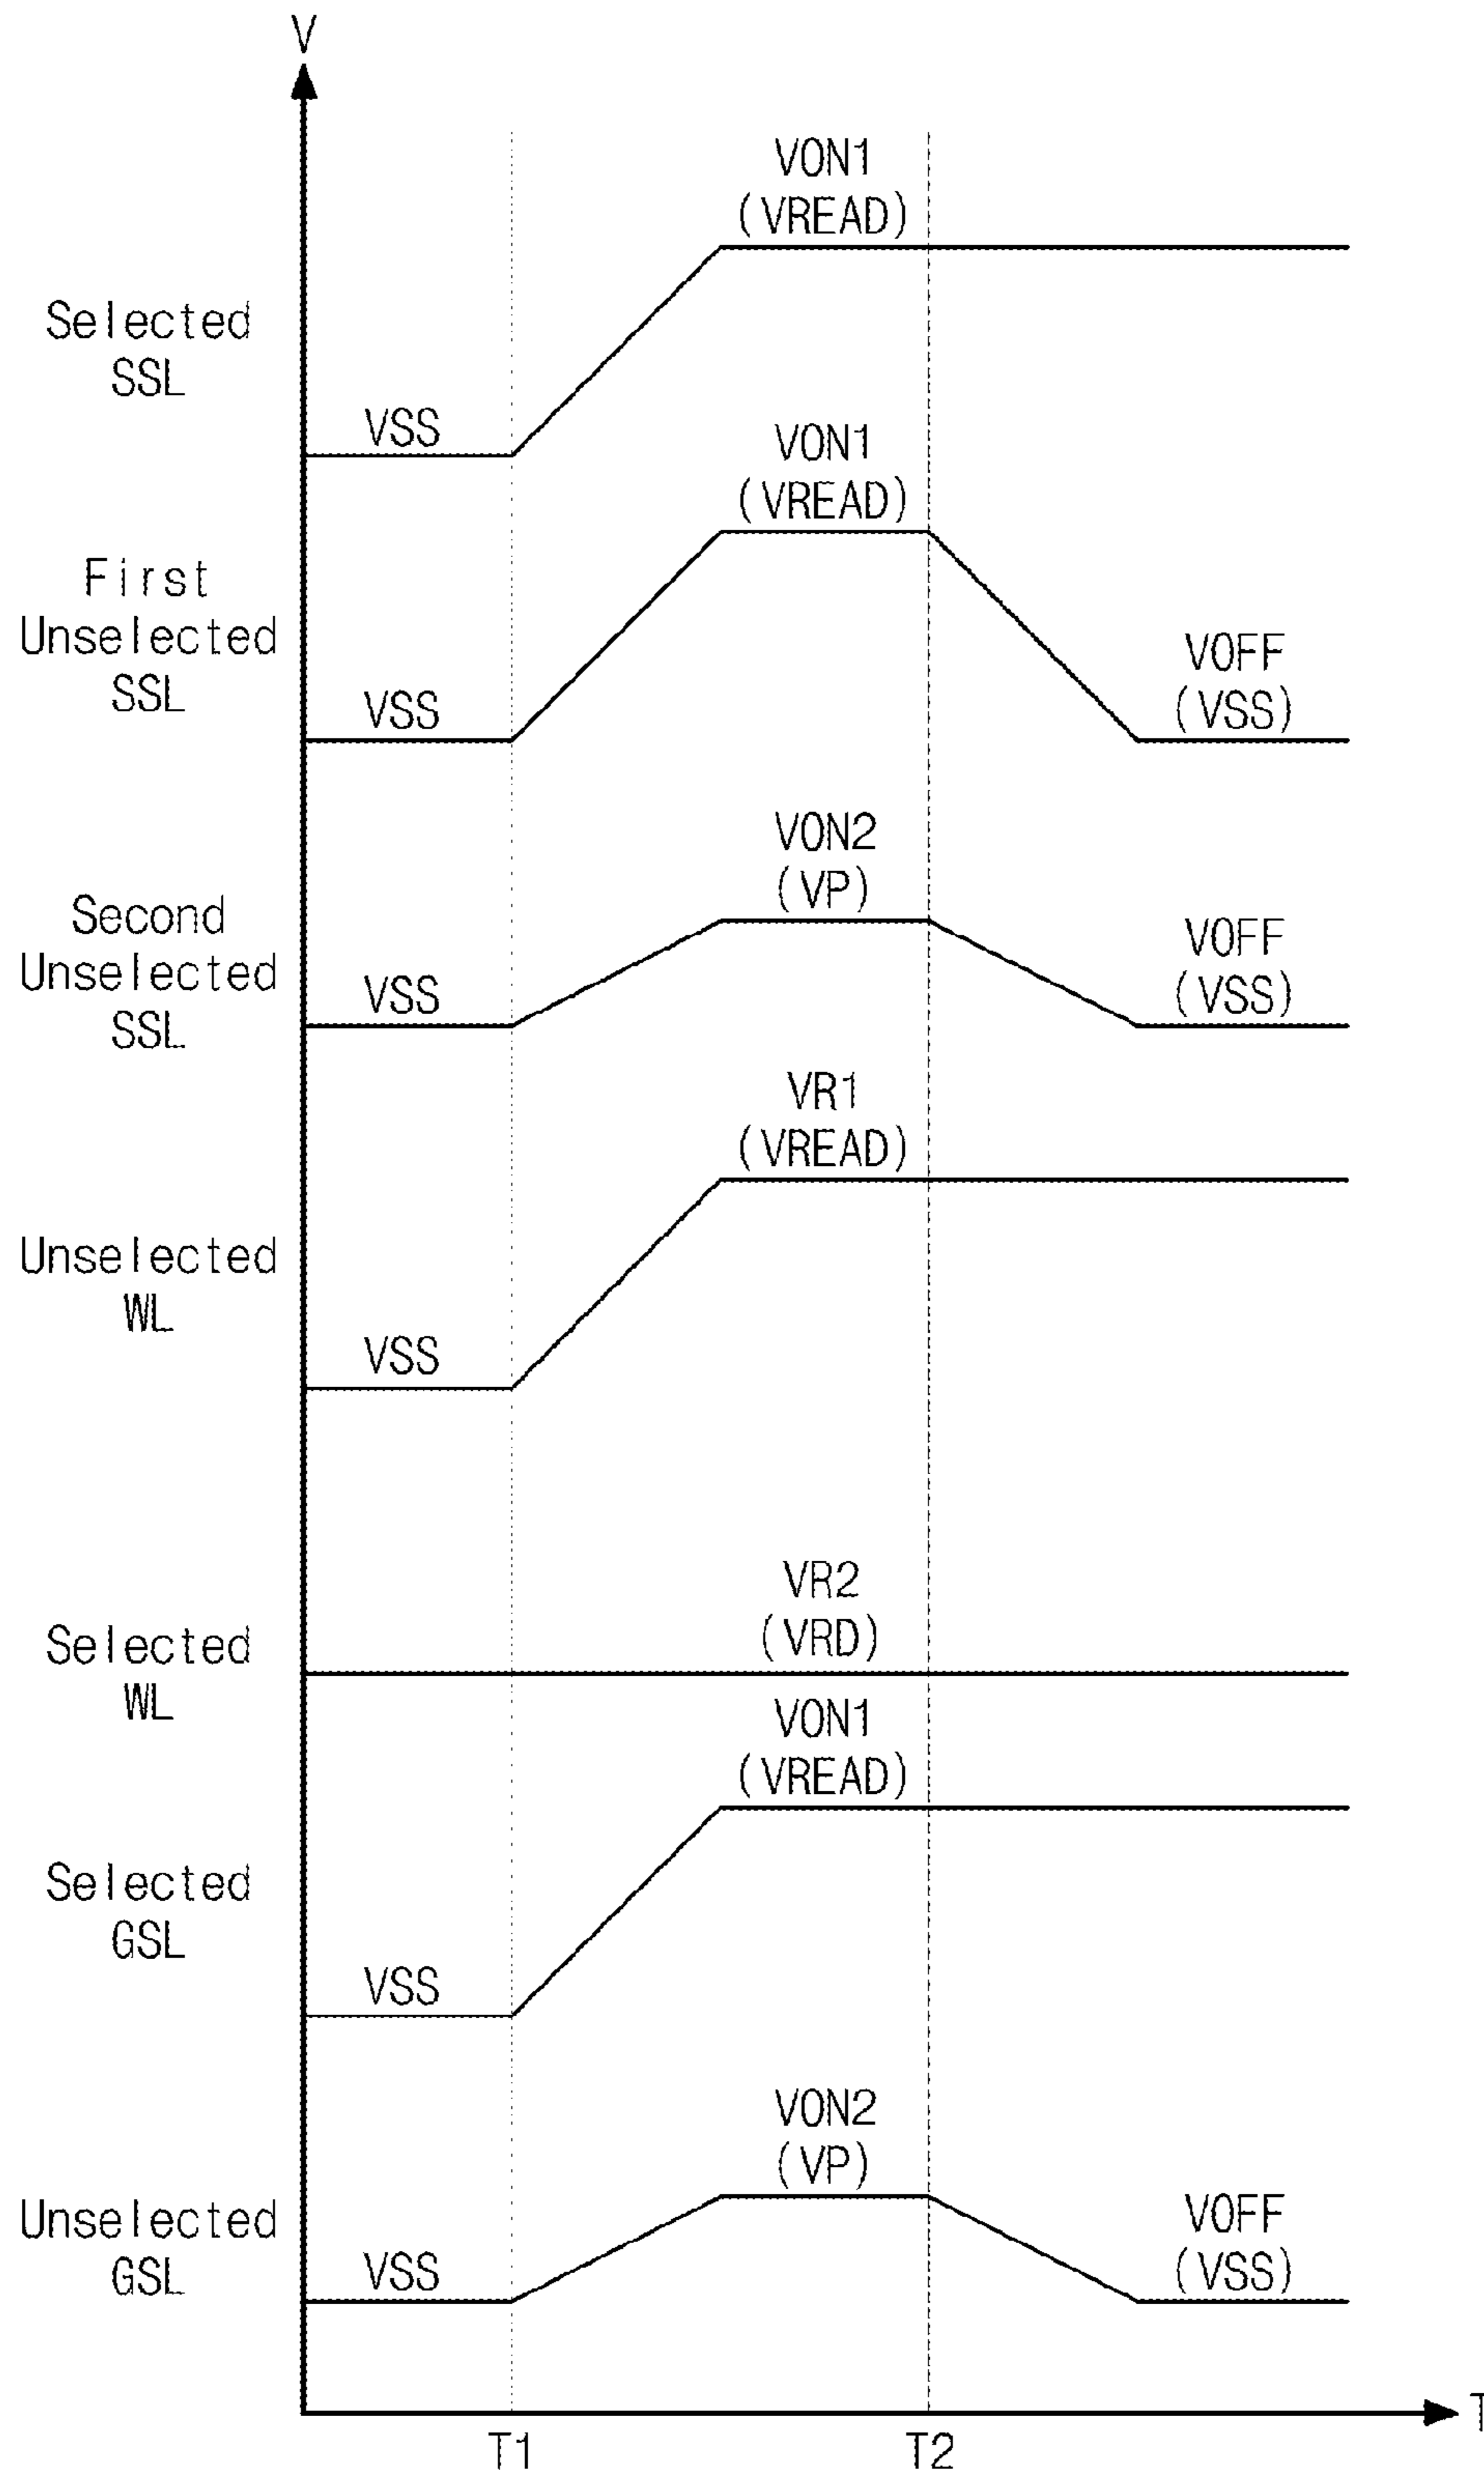 V
VON1
(VREAD)
Selected
SSL
VSS
VON1
(VREAD)
First
Unselected
SSL
VSS
VOFF
(VSS)
VON2
(VP)
Second
Unselected
SSL
VSS
VOFF
(VSS)
VR1
(VREAD)
Unselected
WL
VSS
VR2
(VRD)
Selected
WL
VON1
(VREAD)
Selected
GSL
VSS
VON2
(VP)
Unselected
GSL
VSS
VOFF
(VSS)
T
T1
T2